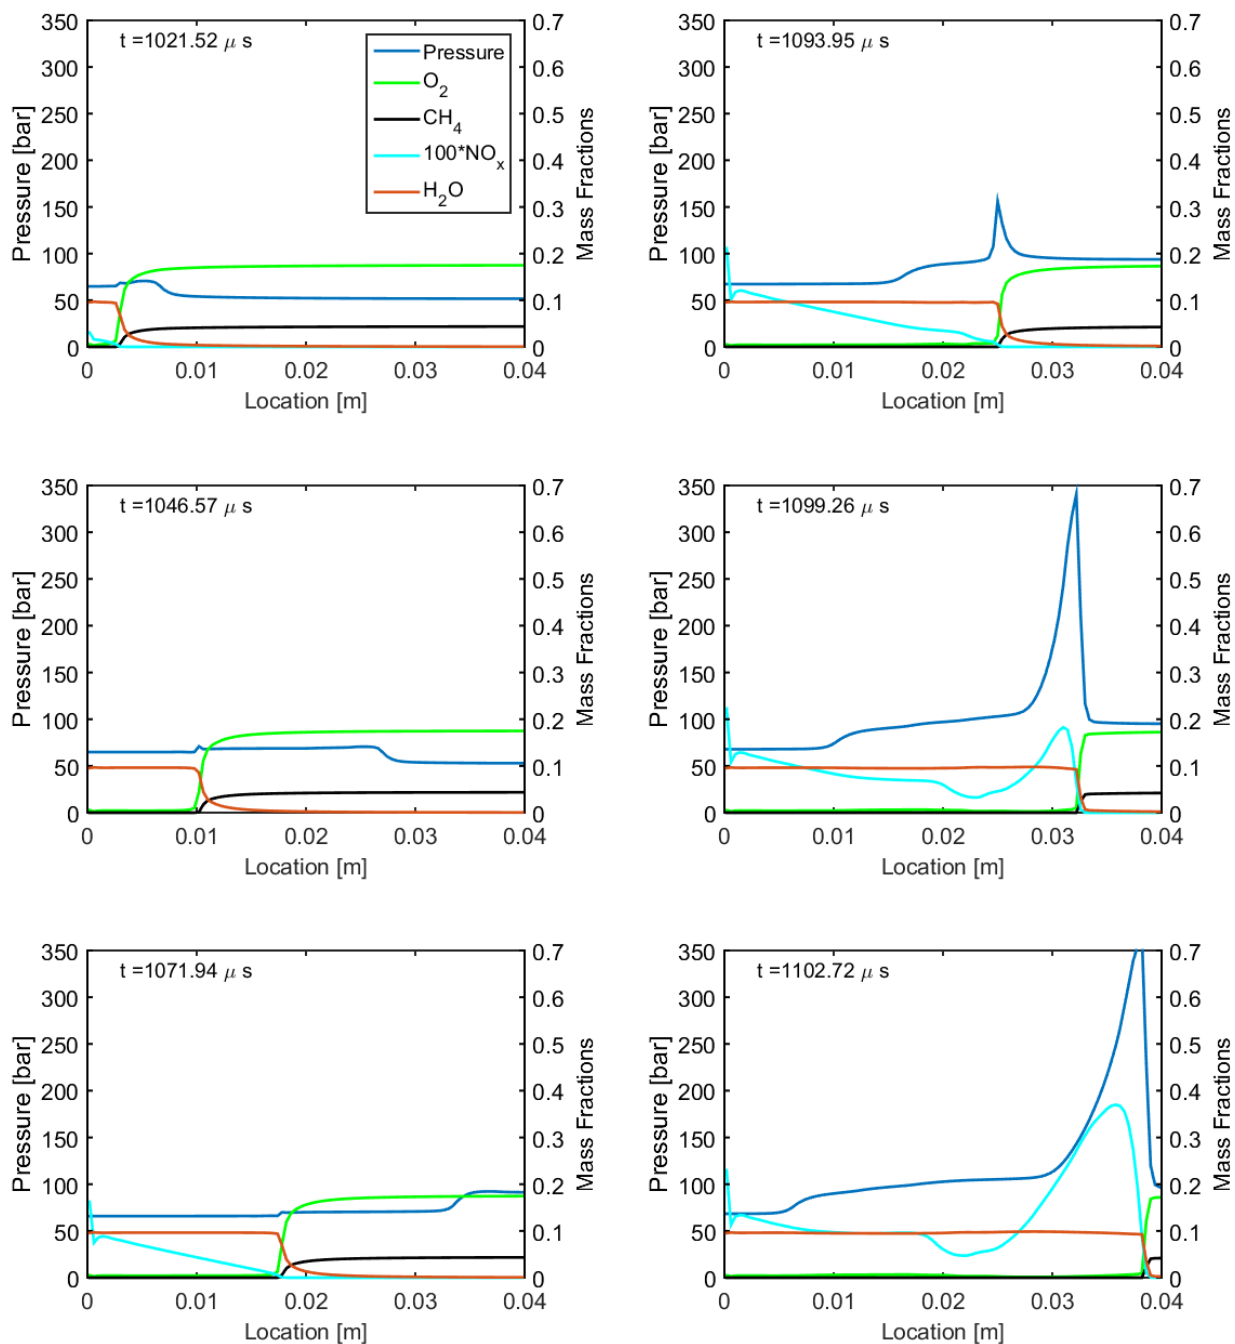 t =1021.52 μ s
Pressure
O2
CH4
100*NOx
H2O
350
300
250
200
150
100
50
0
Pressure [bar]
0.7
0.6
0.5
0.4
0.3
0.2
0.1
0
Mass Fractions
0 0.01 0.02 0.03 0.04
Location [m]
t =1093.95 μ s
350
300
250
200
150
100
50
0
Pressure [bar]
0.7
0.6
0.5
0.4
0.3
0.2
0.1
0
Mass Fractions
0 0.01 0.02 0.03 0.04
Location [m]
t =1046.57 μ s
350
300
250
200
150
100
50
0
Pressure [bar]
0.7
0.6
0.5
0.4
0.3
0.2
0.1
0
Mass Fractions
0 0.01 0.02 0.03 0.04
Location [m]
t =1099.26 μ s
350
300
250
200
150
100
50
0
Pressure [bar]
0.7
0.6
0.5
0.4
0.3
0.2
0.1
0
Mass Fractions
0 0.01 0.02 0.03 0.04
Location [m]
t =1071.94 μ s
350
300
250
200
150
100
50
0
Pressure [bar]
0.7
0.6
0.5
0.4
0.3
0.2
0.1
0
Mass Fractions
0 0.01 0.02 0.03 0.04
Location [m]
t =1102.72 μ s
350
300
250
200
150
100
50
0
Pressure [bar]
0.7
0.6
0.5
0.4
0.3
0.2
0.1
0
Mass Fractions
0 0.01 0.02 0.03 0.04
Location [m]